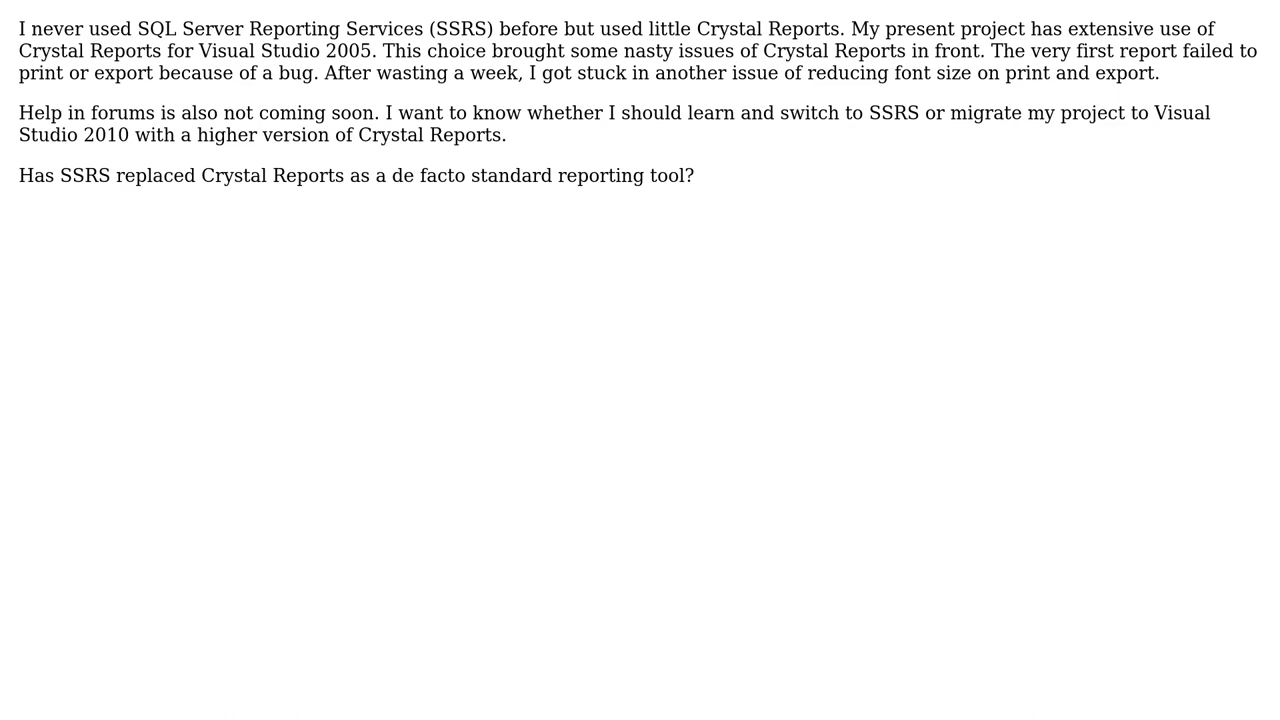 I never used SQL Server Reporting Services (SSRS) before but used little Crystal Reports. My present project has extensive use of
Crystal Reports for Visual Studio 2005. This choice brought some nasty issues of Crystal Reports in front. The very first report failed to
print or export because of a bug. After wasting a week, I got stuck in another issue of reducing font size on print and export.
Help in forums is also not coming soon. I want to know whether I should learn and switch to SSRS or migrate my project to Visual
Studio 2010 with a higher version of Crystal Reports.
Has SSRS replaced Crystal Reports as a de facto standard reporting tool?